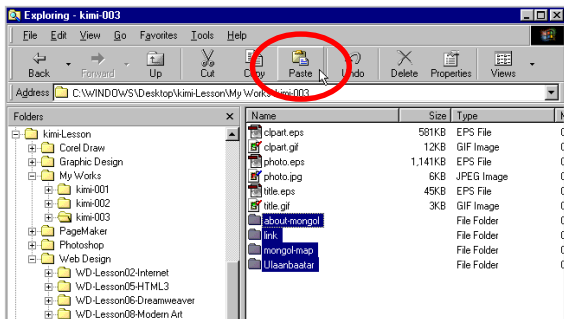 Exploring - kimi-003
File Edit View Go Favorites Tools Help
Back Forward Up Cut Copy Paste Undo Delete Properties Views
Address C:\WINDOWS\Desktop\kimi-Lesson\My Works\kimi-003
Folders
kimi-Lesson
Corel Draw
Graphic Design
My Works
kimi-001
kimi-002
kimi-003
PageMaker
Photoshop
Web Design
WD-Lesson02-Internet
WD-Lesson05-HTML3
WD-Lesson06-Dreamweaver
WD-Lesson08-Modern Art
Name Size Type
clpart.eps 581KB EPS File
clpart.gif 12KB GIF Image
photo.eps 1,141KB EPS File
photo.jpg 6KB JPEG Image
title.eps 45KB EPS File
title.gif 3KB GIF Image
about-mongol File Folder
link File Folder
mongol-map File Folder
Ulaanbaatar File Folder